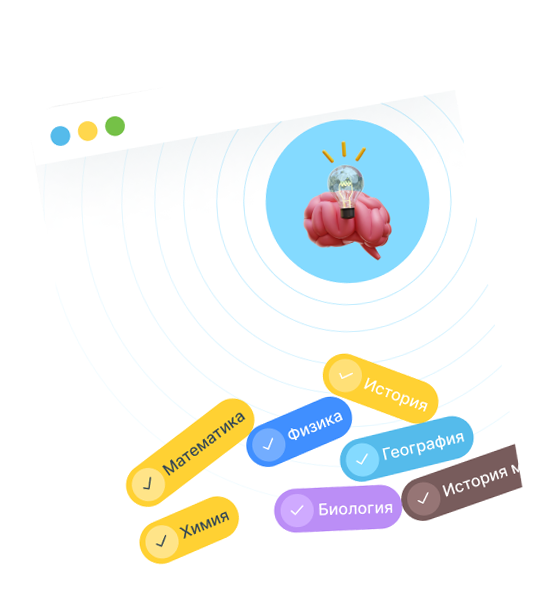 История
Физика
Математика
География
История м
Биология
Химия